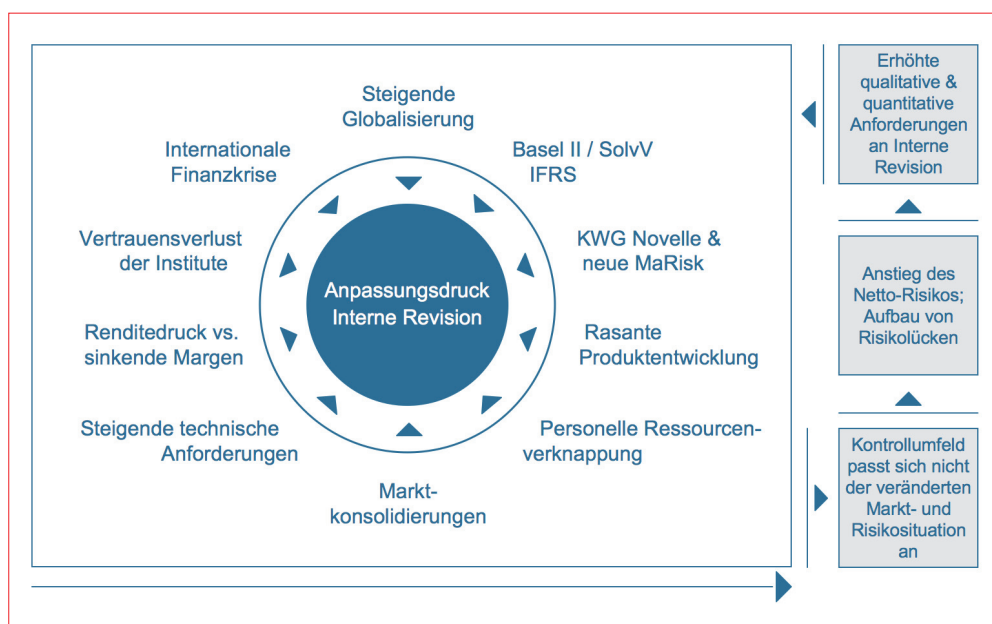 Steigende
Globalisierung
Internationale
Finanzkrise
Basel II / SolvV
IFRS
Vertrauensverlust
der Institute
KWG Novelle &
neue MaRisk
Anpassungsdruck
Interne Revision
Renditedruck vs.
sinkende Margen
Rasante
Produktentwicklung
Steigende technische
Anforderungen
Personelle Ressourcen-
verknappung
Markt-
konsolidierungen
Erhöhte
qualitative &
quantitative
Anforderungen
an Interne
Revision
Anstieg des
Netto-Risikos;
Aufbau von
Risikolücken
Kontrollumfeld
passt sich nicht
der veränderten
Markt- und
Risikosituation
an